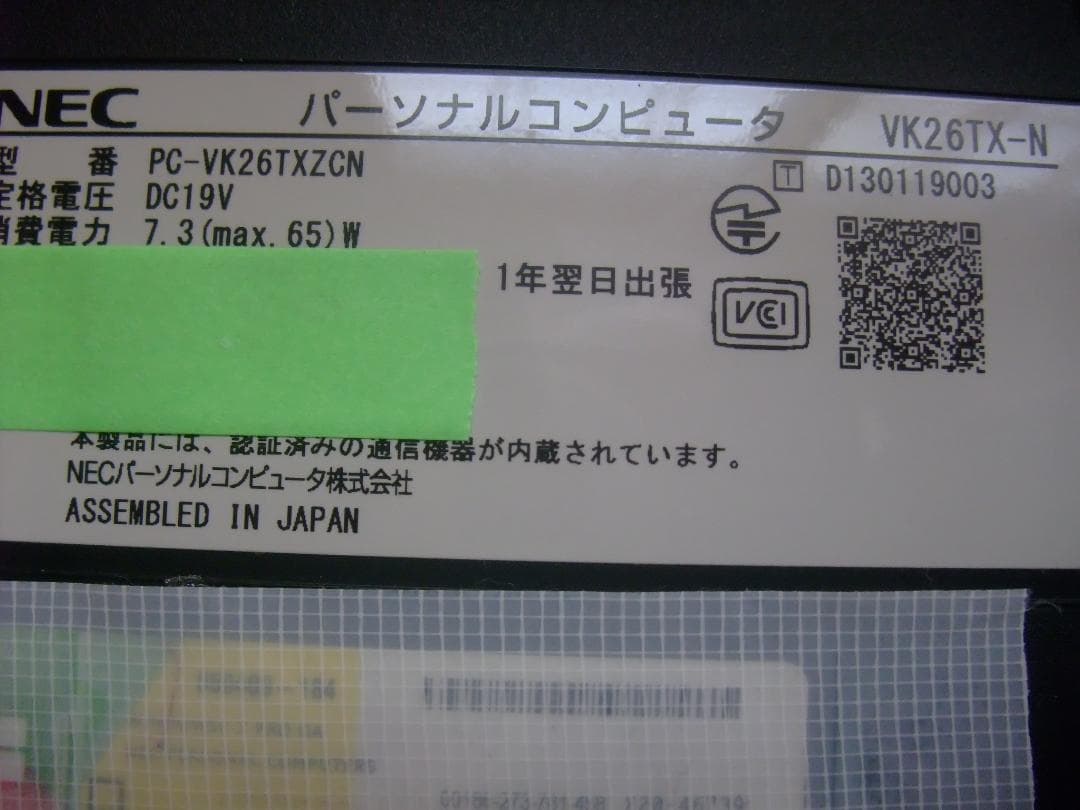 NEC パーソナルコンピュータ VK26TX-N
型 番 PC-VK26TXZCN
定格電圧 DC19V
消費電力 7.3(max.65)W
T D130119003
1年翌日出張
VCCI
本製品には、認証済みの通信機器が内蔵されています。
NECパーソナルコンピュータ株式会社
ASSEMBLED IN JAPAN